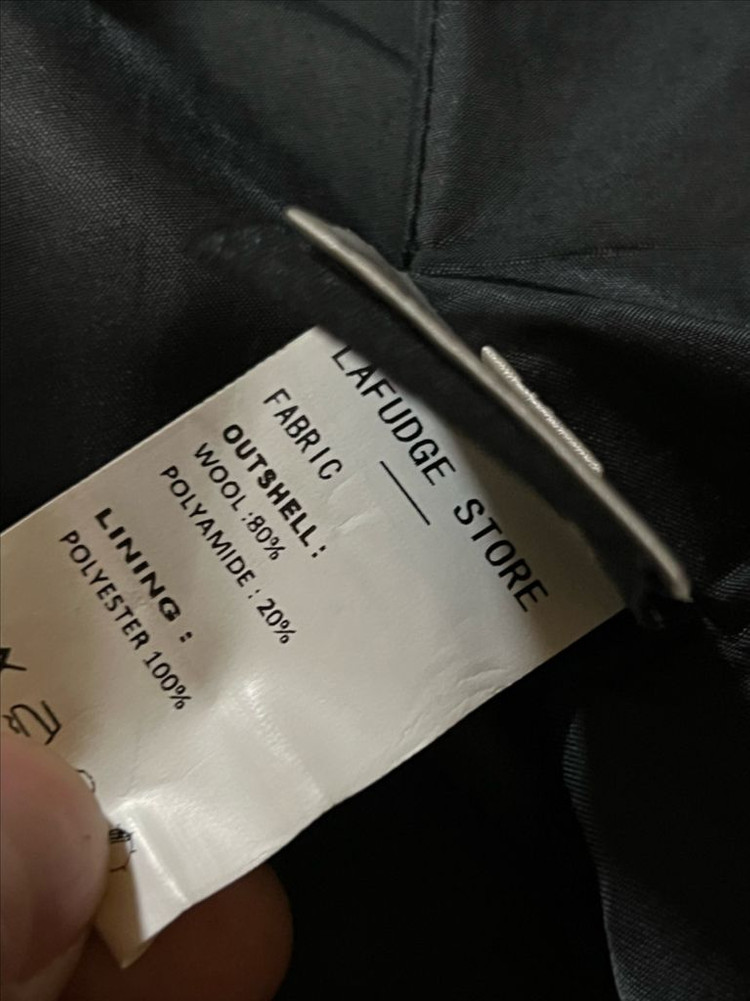 LAFUDGE STORE
FABRIC
OUTSHELL:
WOOL:80%
POLYAMIDE: 20%
LINING:
POLYESTER 100%